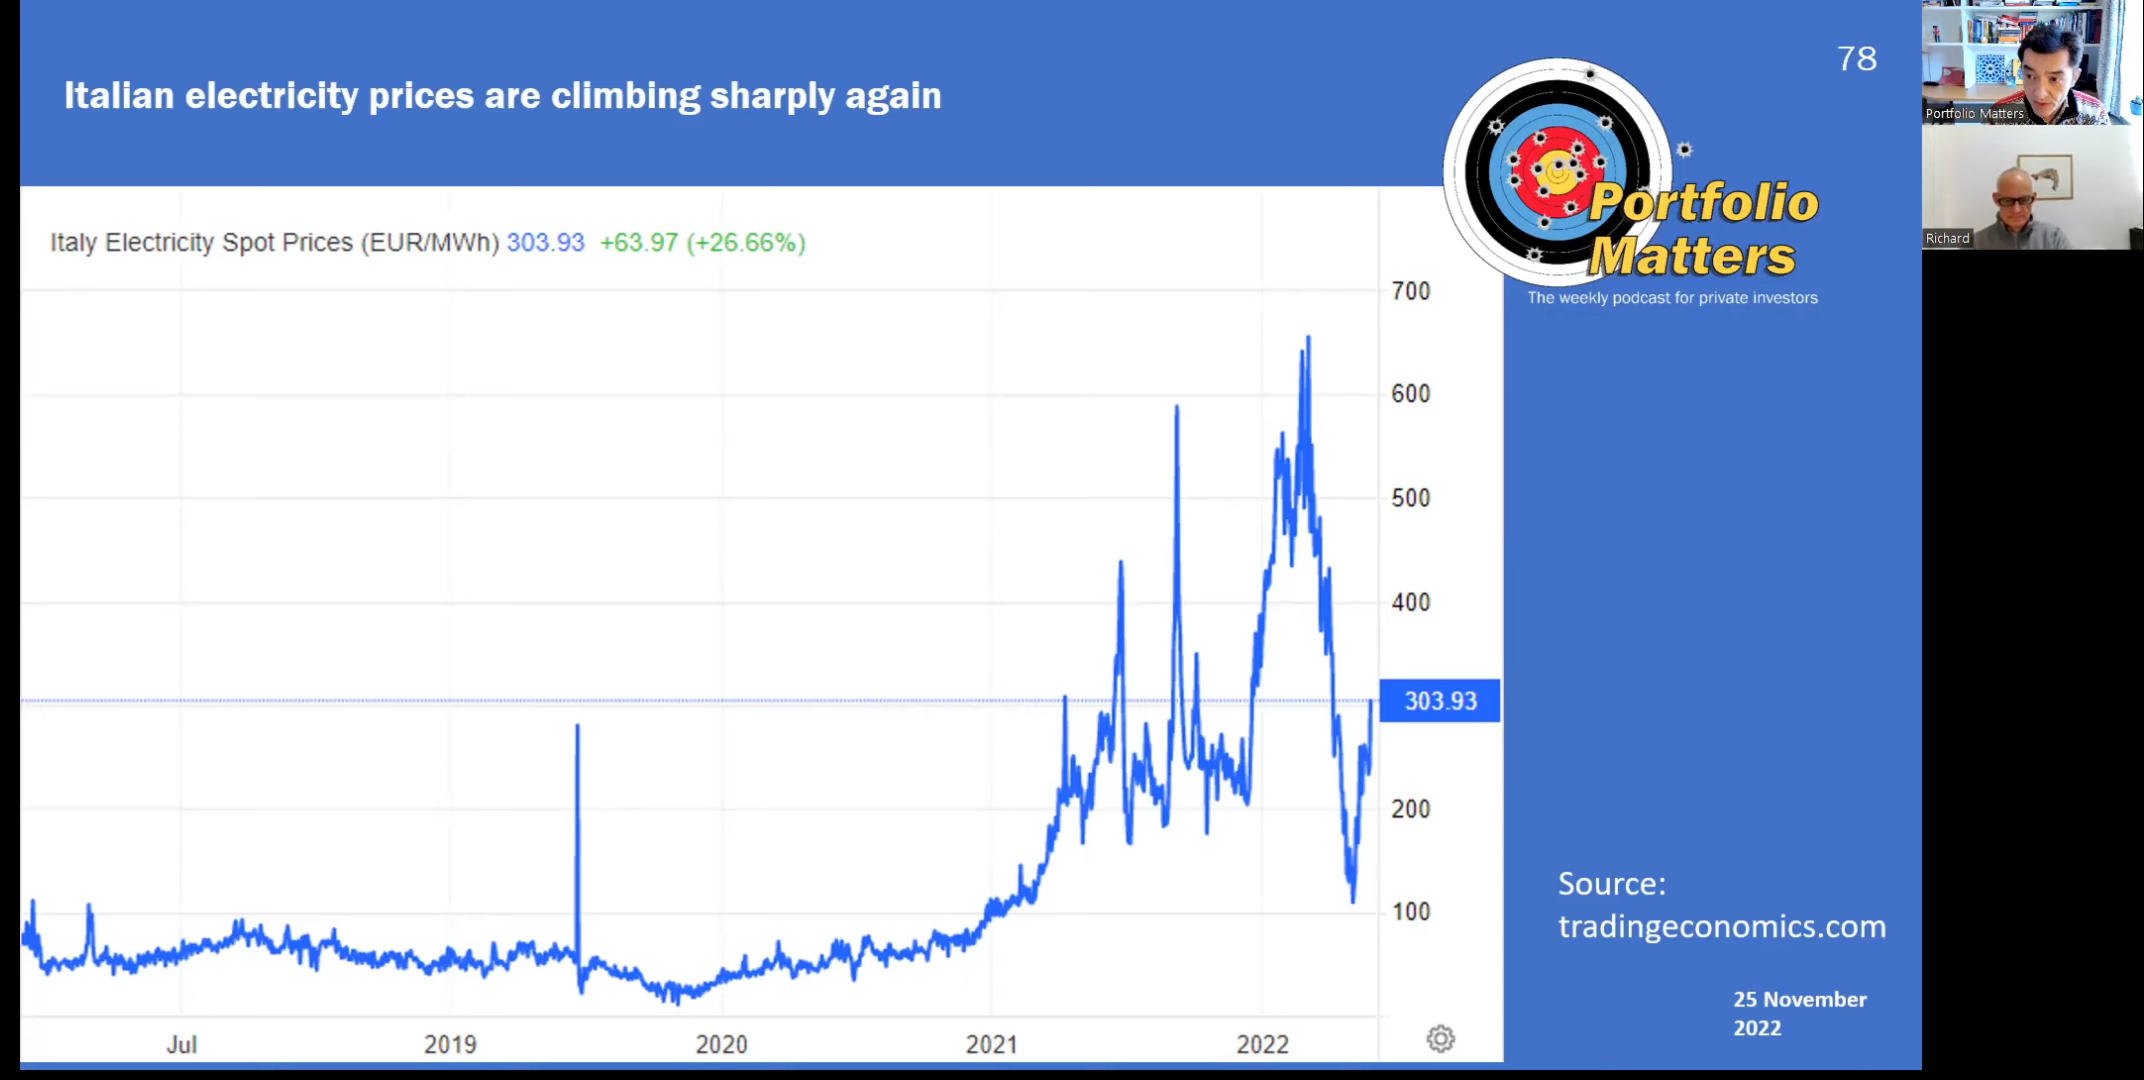 Italian electricity prices are climbing sharply again
78
Portfolio Matters
Richard
Portfolio
Matters
The weekly podcast for private investors
Italy Electricity Spot Prices (EUR/MWh) 303.93 +63.97 (+26.66%)
700
600
500
400
303.93
200
100
Jul 2019 2020 2021 2022
Source:
tradingeconomics.com
25 November
2022